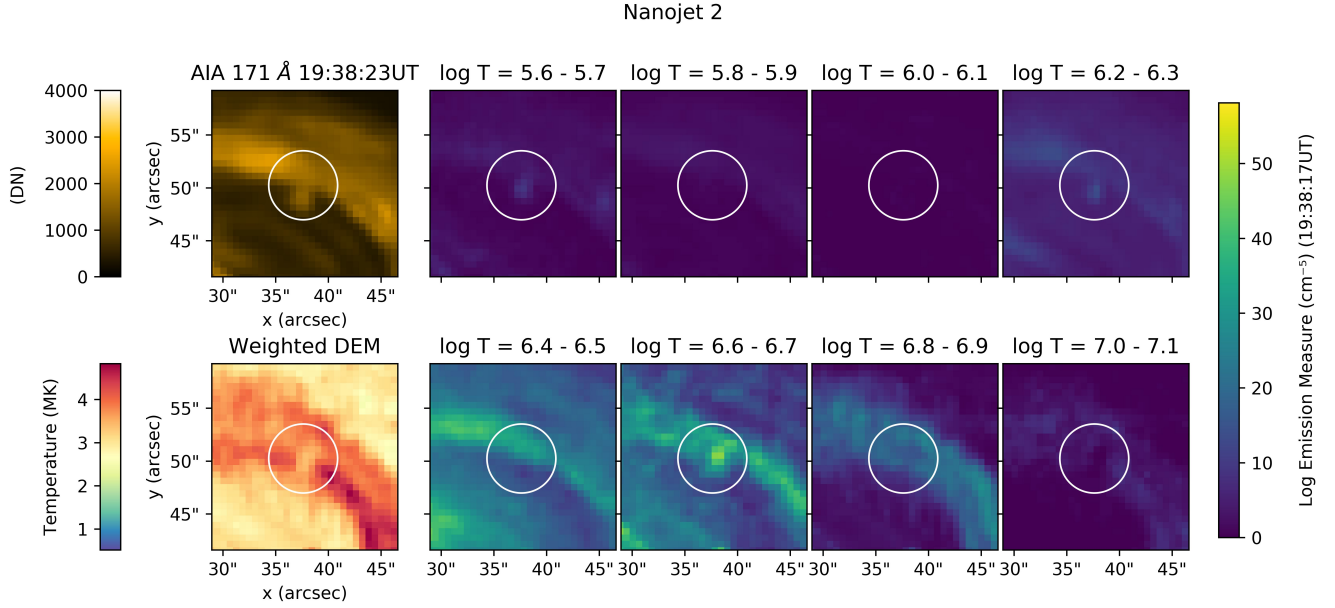 Nanojet 2
AIA 171 Å 19:38:23UT
log T = 5.6 - 5.7
log T = 5.8 - 5.9
log T = 6.0 - 6.1
log T = 6.2 - 6.3
4000
3000
2000
1000
0
(DN)
55"
50"
45"
y (arcsec)
30" 35" 40" 45"
x (arcsec)
Weighted DEM
log T = 6.4 - 6.5
log T = 6.6 - 6.7
log T = 6.8 - 6.9
log T = 7.0 - 7.1
4
3
2
1
Temperature (MK)
55"
50"
45"
y (arcsec)
30" 35" 40" 45"
x (arcsec)
30" 35" 40" 45"
30" 35" 40" 45"
30" 35" 40" 45"
30" 35" 40" 45"
50
40
30
20
10
0
Log Emission Measure (cm⁻⁵) (19:38:17UT)